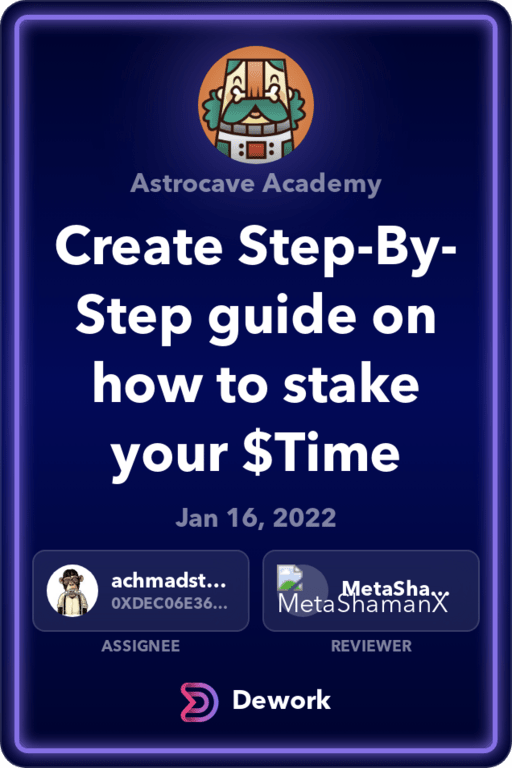 Astrocave Academy
Create Step-By-
Step guide on
how to stake
your $Time
Jan 16, 2022
achmadst...
0XDEC06E36...
ASSIGNEE
MetaSha...
MetaShamanX
REVIEWER
Dework